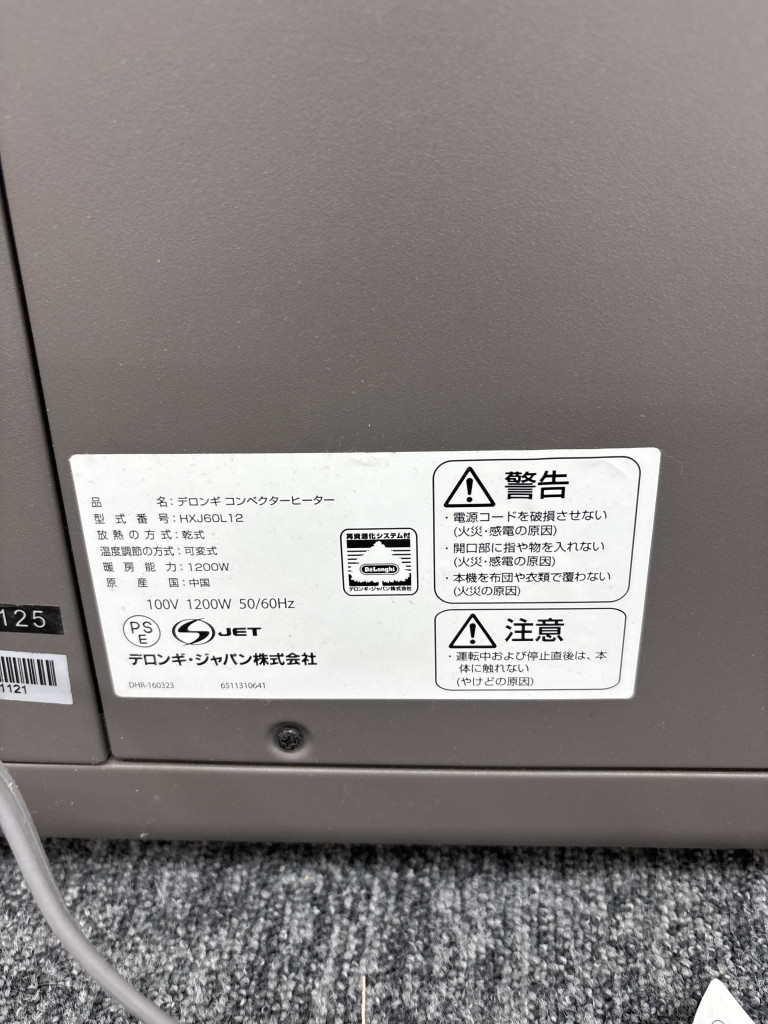 品 名:デロンギ コンベクターヒーター
型 式 番 号:HXJ60L12
放 熱 の 方 式:乾式
温度調節の方式:可変式
暖 房 能 力:1200W
原 産 国:中国
100V 1200W 50/60Hz
PS
E
JET
デロンギ・ジャパン株式会社
DHR-160323 6511310641
再資源化システム付
DeLonghi
デロンギ・ジャパン株式会社
警告
・電源コードを破損させない
(火災・感電の原因)
・開口部に指や物を入れない
(火災・感電の原因)
・本機を布団や衣類で覆わない
(火災の原因)
注意
・運転中および停止直後は、本
体に触れない
(やけどの原因)
125
1121